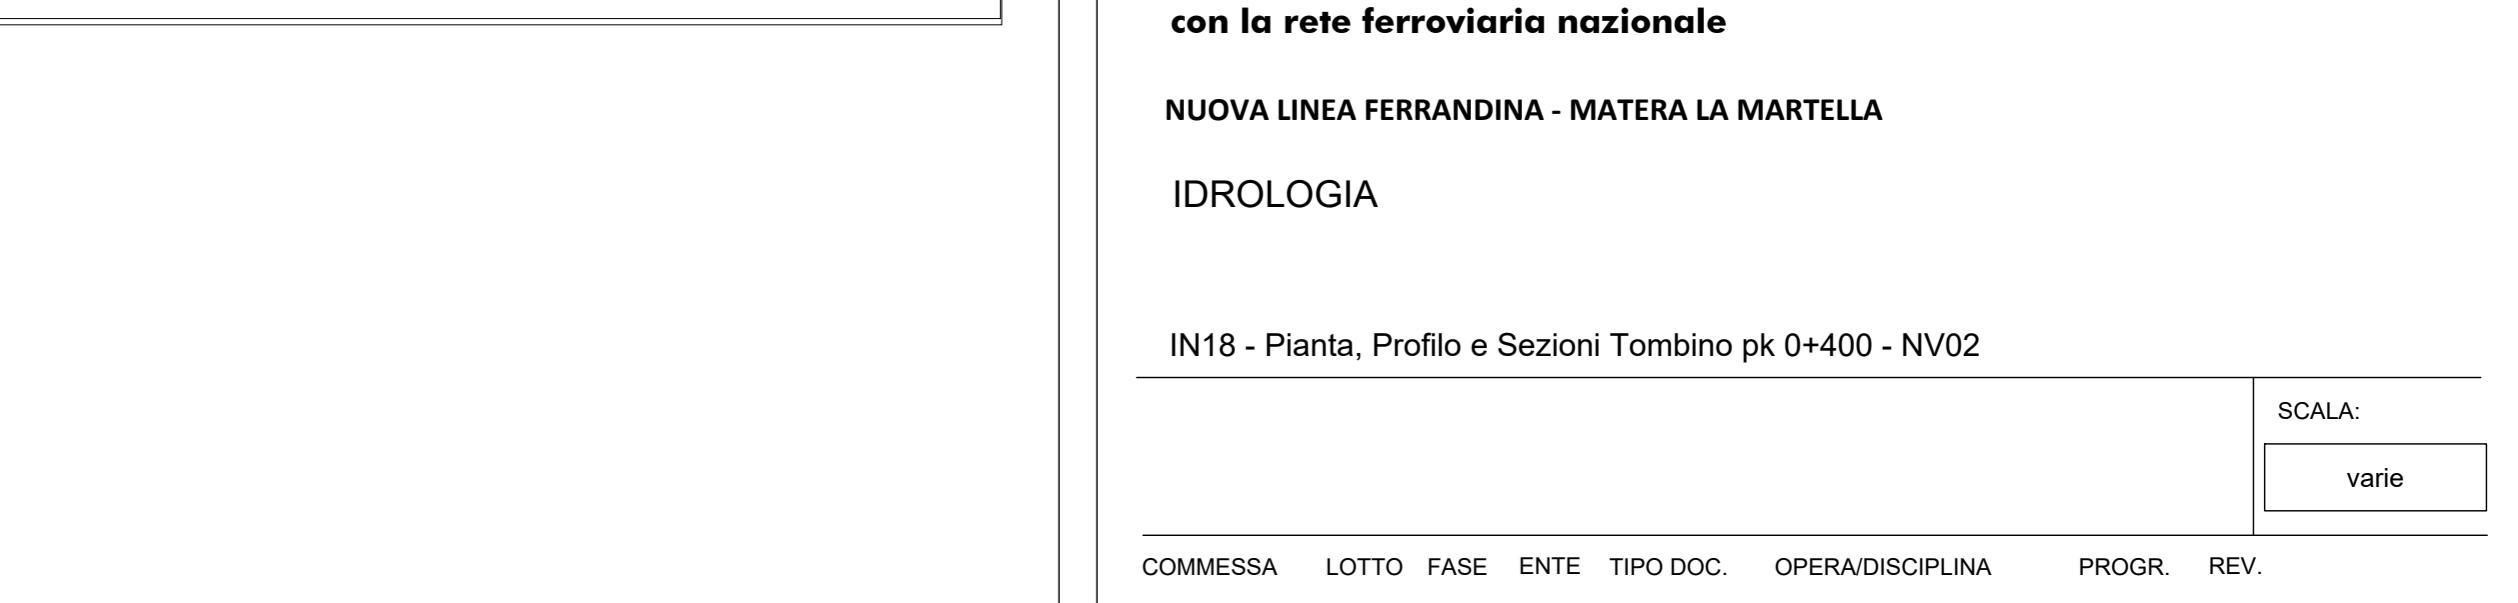 con la rete ferroviaria nazionale
NUOVA LINEA FERRANDINA - MATERA LA MARTELLA
IDROLOGIA
IN18 - Pianta, Profilo e Sezioni Tombino pk 0+400 - NV02
SCALA:
varie
COMMESSA LOTTO FASE ENTE TIPO DOC. OPERA/DISCIPLINA PROGR. REV.